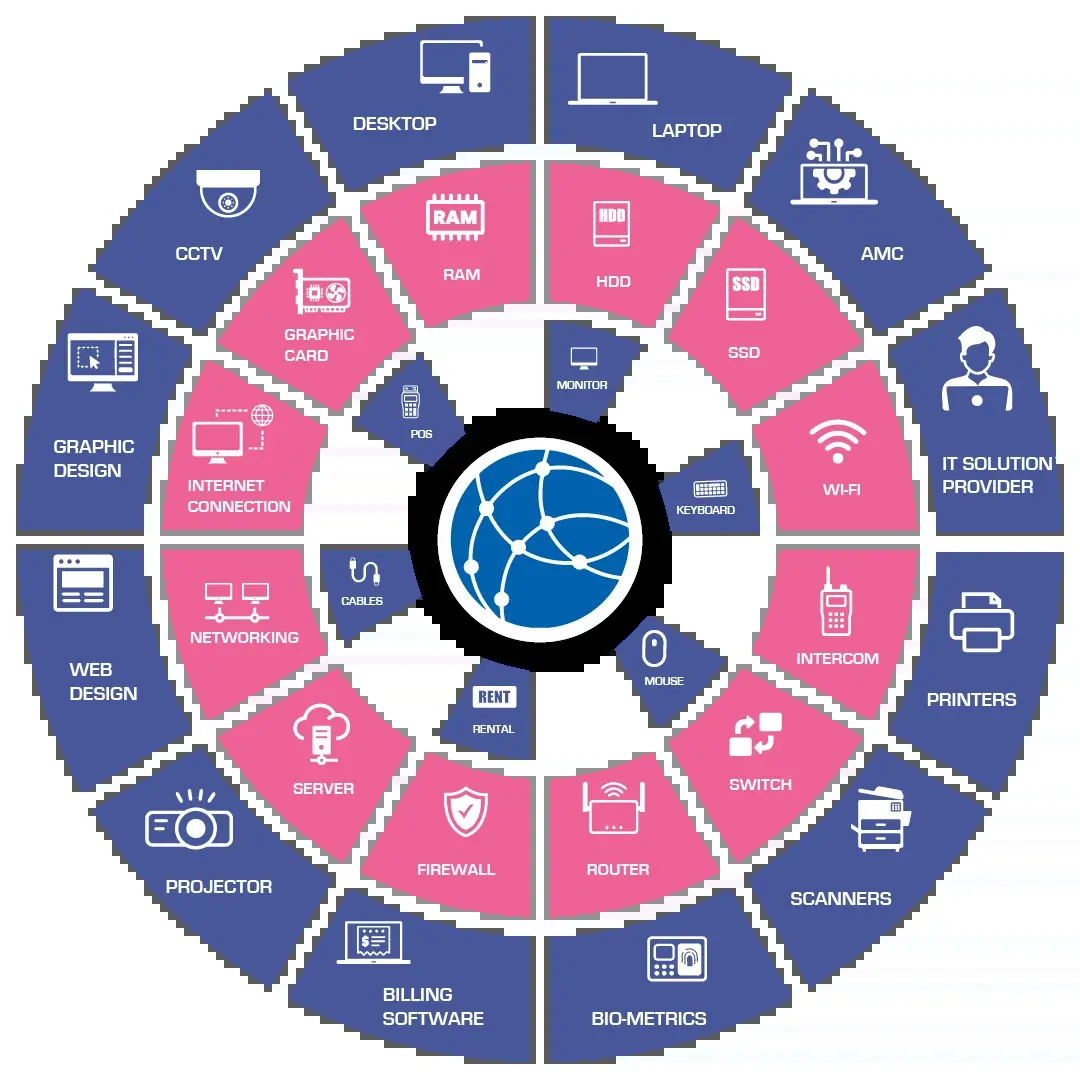 DESKTOP
LAPTOP
AMC
IT SOLUTION
PROVIDER
PRINTERS
SCANNERS
BIO-METRICS
BILLING
SOFTWARE
PROJECTOR
WEB
DESIGN
GRAPHIC
DESIGN
CCTV
RAM
RAM
HDD
HDD
SSD
SSD
WI-FI
INTERCOM
SWITCH
ROUTER
FIREWALL
SERVER
NETWORKING
INTERNET
CONNECTION
GRAPHIC
CARD
MONITOR
KEYBOARD
MOUSE
RENT
RENTAL
CABLES
POS